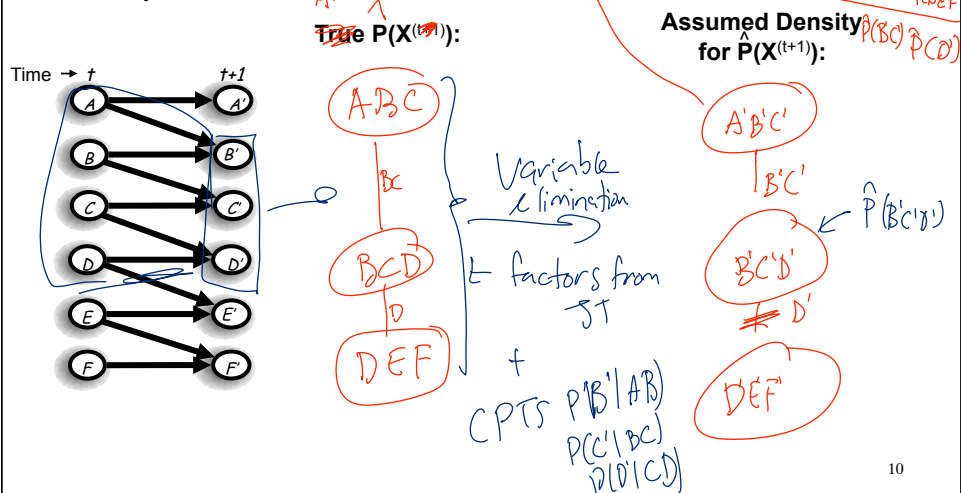 True P̂(X⁽ᵗ⁺¹⁾):
Assumed Density
for P̂(X⁽ᵗ⁺¹⁾):
P̂(BC) P̂(D')
Time → t
t+1
A
A'
B
B'
C
C'
D
D'
E
E'
F
F'
ABC
BC
BCD
D
DEF
Variable
elimination
t factors from
JT
+
CPTS P(B'|AB)
P(C'|BC)
P(D'|CD)
A'B'C'
B'C'
B'C'D'
D'
D'E'F'
P̂(B'C'D')
10